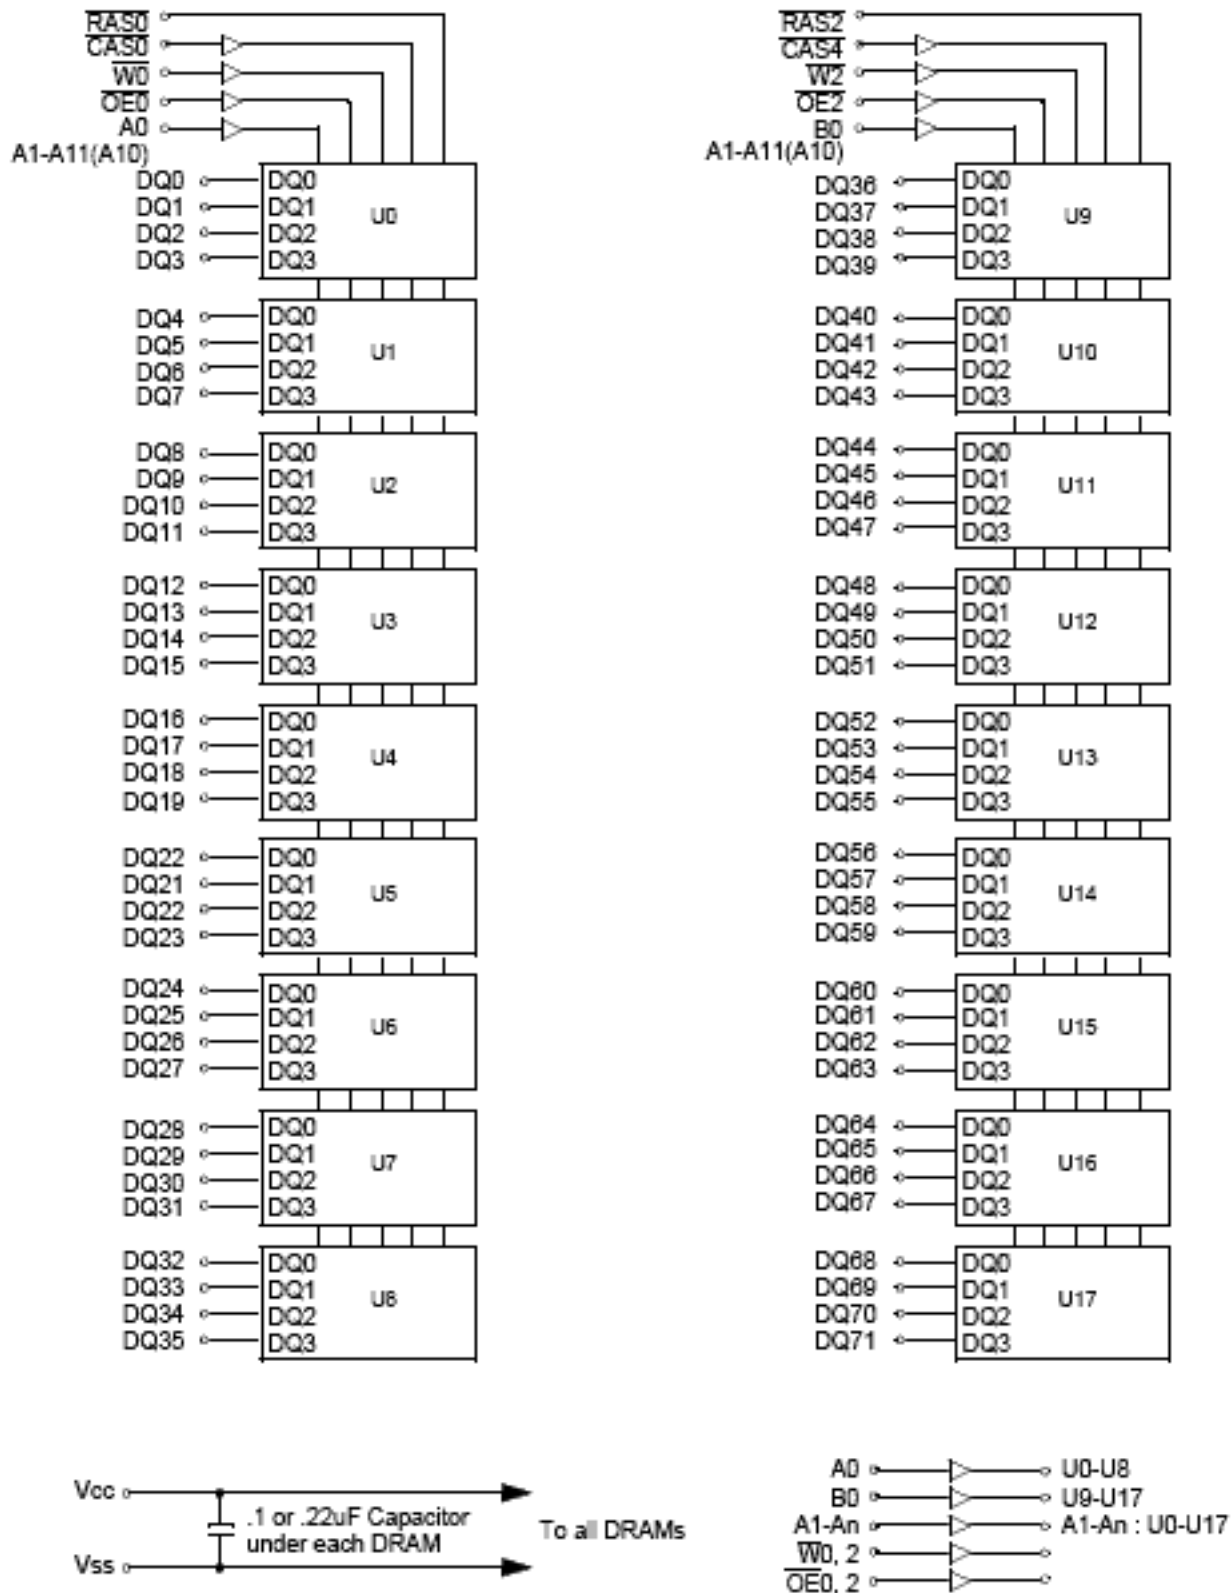 RAS0
CAS0
W0
OE0
A0
A1-A11(A10)
DQ0 DQ0
DQ1 DQ1
DQ2 DQ2
DQ3 DQ3
U0
DQ4 DQ0
DQ5 DQ1
DQ6 DQ2
DQ7 DQ3
U1
DQ8 DQ0
DQ9 DQ1
DQ10 DQ2
DQ11 DQ3
U2
DQ12 DQ0
DQ13 DQ1
DQ14 DQ2
DQ15 DQ3
U3
DQ16 DQ0
DQ17 DQ1
DQ18 DQ2
DQ19 DQ3
U4
DQ22 DQ0
DQ21 DQ1
DQ22 DQ2
DQ23 DQ3
U5
DQ24 DQ0
DQ25 DQ1
DQ26 DQ2
DQ27 DQ3
U6
DQ28 DQ0
DQ29 DQ1
DQ30 DQ2
DQ31 DQ3
U7
DQ32 DQ0
DQ33 DQ1
DQ34 DQ2
DQ35 DQ3
U8
RAS2
CAS4
W2
OE2
B0
A1-A11(A10)
DQ36 DQ0
DQ37 DQ1
DQ38 DQ2
DQ39 DQ3
U9
DQ40 DQ0
DQ41 DQ1
DQ42 DQ2
DQ43 DQ3
U10
DQ44 DQ0
DQ45 DQ1
DQ46 DQ2
DQ47 DQ3
U11
DQ48 DQ0
DQ49 DQ1
DQ50 DQ2
DQ51 DQ3
U12
DQ52 DQ0
DQ53 DQ1
DQ54 DQ2
DQ55 DQ3
U13
DQ56 DQ0
DQ57 DQ1
DQ58 DQ2
DQ59 DQ3
U14
DQ60 DQ0
DQ61 DQ1
DQ62 DQ2
DQ63 DQ3
U15
DQ64 DQ0
DQ65 DQ1
DQ66 DQ2
DQ67 DQ3
U16
DQ68 DQ0
DQ69 DQ1
DQ70 DQ2
DQ71 DQ3
U17
Vcc
.1 or .22uF Capacitor
under each DRAM
Vss
To all DRAMs
A0 U0-U8
B0 U9-U17
A1-An A1-An : U0-U17
W0, 2
OE0, 2